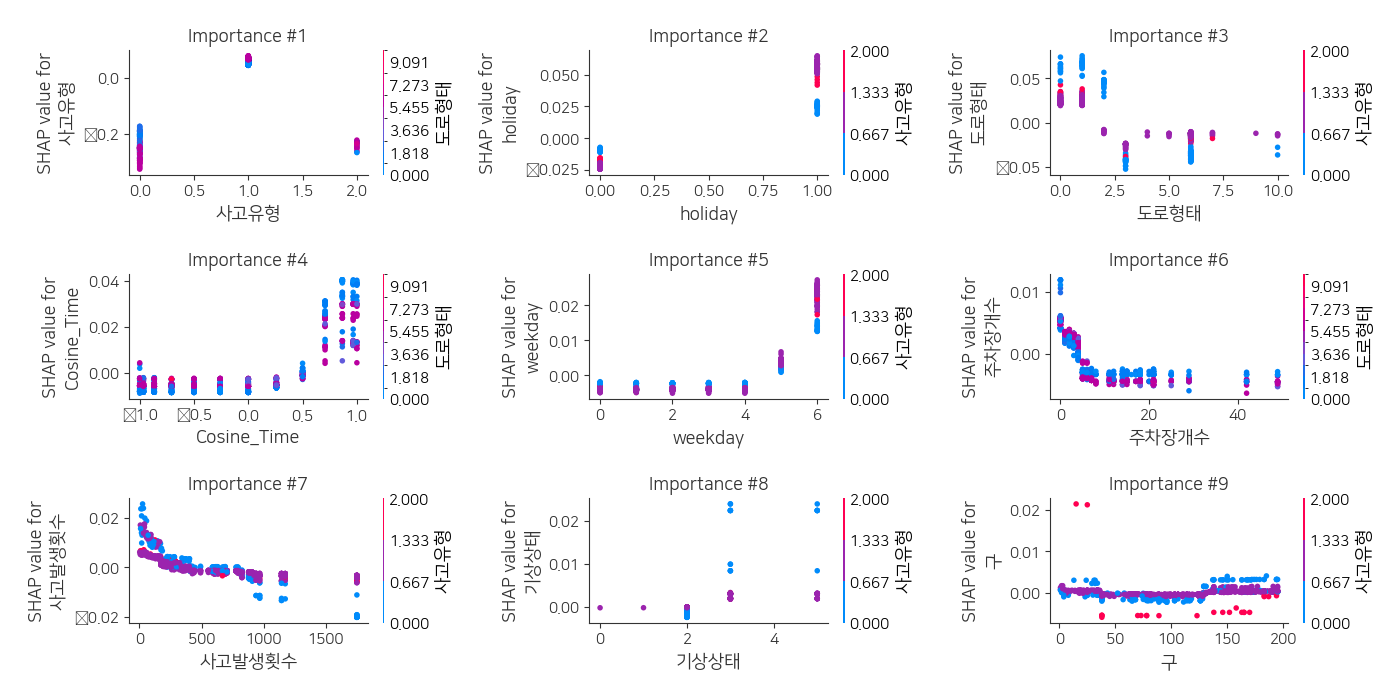 Importance #1
SHAP value for
사고유형
0.0
0.2
0.0
0.5
1.0
1.5
2.0
사고유형
9.091
7.273
5.455
3.636
1.818
0.000
도로형태
Importance #2
SHAP value for
holiday
0.050
0.025
0.000
0.025
0.00
0.25
0.50
0.75
1.00
holiday
2.000
1.333
0.667
0.000
사고유형
Importance #3
SHAP value for
도로형태
0.05
0.00
0.05
0.0
2.5
5.0
7.5
10.0
도로형태
2.000
1.333
0.667
0.000
사고유형
Importance #4
SHAP value for
Cosine_Time
0.04
0.02
0.00
1.0
0.5
0.0
0.5
1.0
Cosine_Time
9.091
7.273
5.455
3.636
1.818
0.000
도로형태
Importance #5
SHAP value for
weekday
0.02
0.01
0.00
0
2
4
6
weekday
2.000
1.333
0.667
0.000
사고유형
Importance #6
SHAP value for
주차장개수
0.01
0.00
0
20
40
주차장개수
9.091
7.273
5.455
3.636
1.818
0.000
도로형태
Importance #7
SHAP value for
사고발생횟수
0.02
0.00
0.02
0
500
1000
1500
사고발생횟수
2.000
1.333
0.667
0.000
사고유형
Importance #8
SHAP value for
기상상태
0.02
0.01
0.00
0
2
4
기상상태
2.000
1.333
0.667
0.000
사고유형
Importance #9
SHAP value for
구
0.02
0.01
0.00
0
50
100
150
200
구
2.000
1.333
0.667
0.000
사고유형